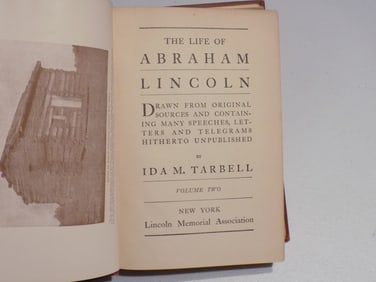 THE LIFE OF
ABRAHAM
LINCOLN
DRAWN FROM ORIGINAL
SOURCES AND CONTAIN-
ING MANY SPEECHES, LET-
TERS AND TELEGRAMS
HITHERTO UNPUBLISHED
BY
IDA M. TARBELL
VOLUME TWO
NEW YORK
Lincoln Memorial Association